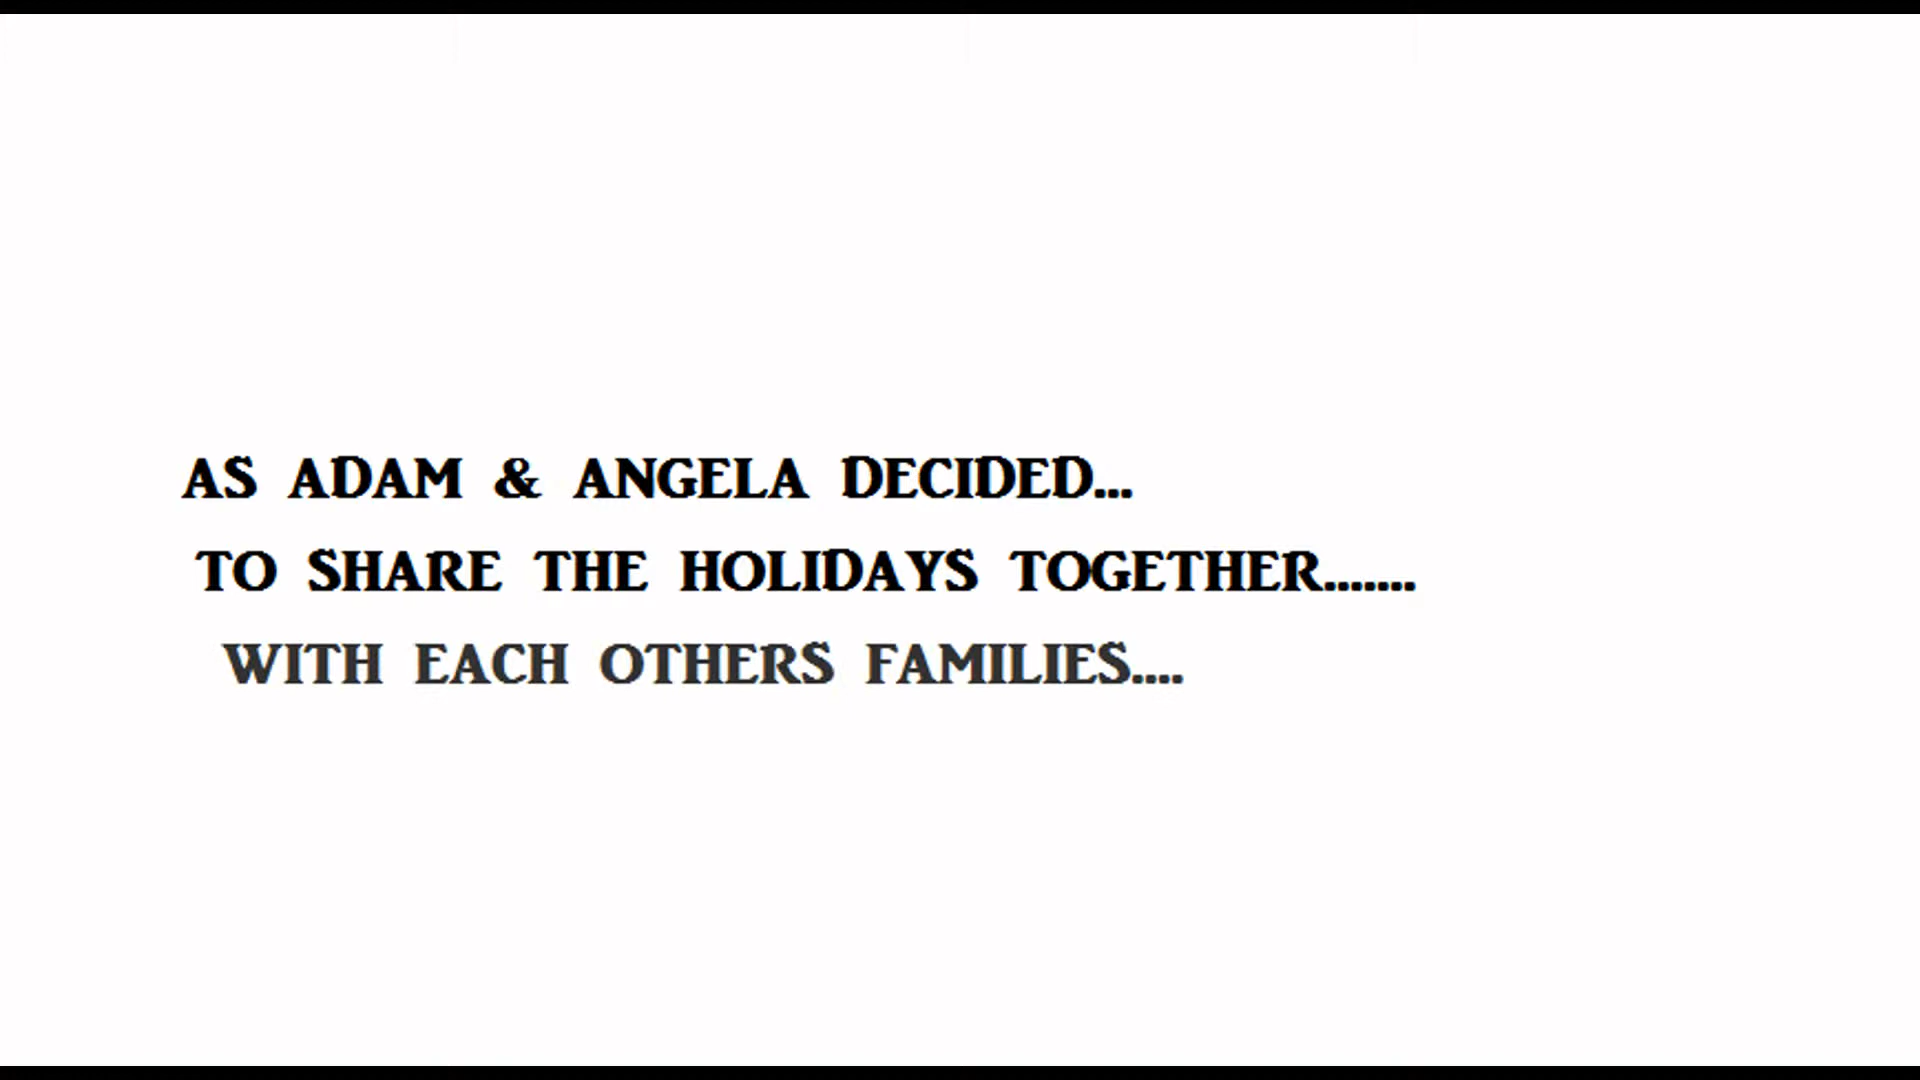 AS ADAM & ANGELA DECIDED...
TO SHARE THE HOLIDAYS TOGETHER.......
WITH EACH OTHERS FAMILIES....